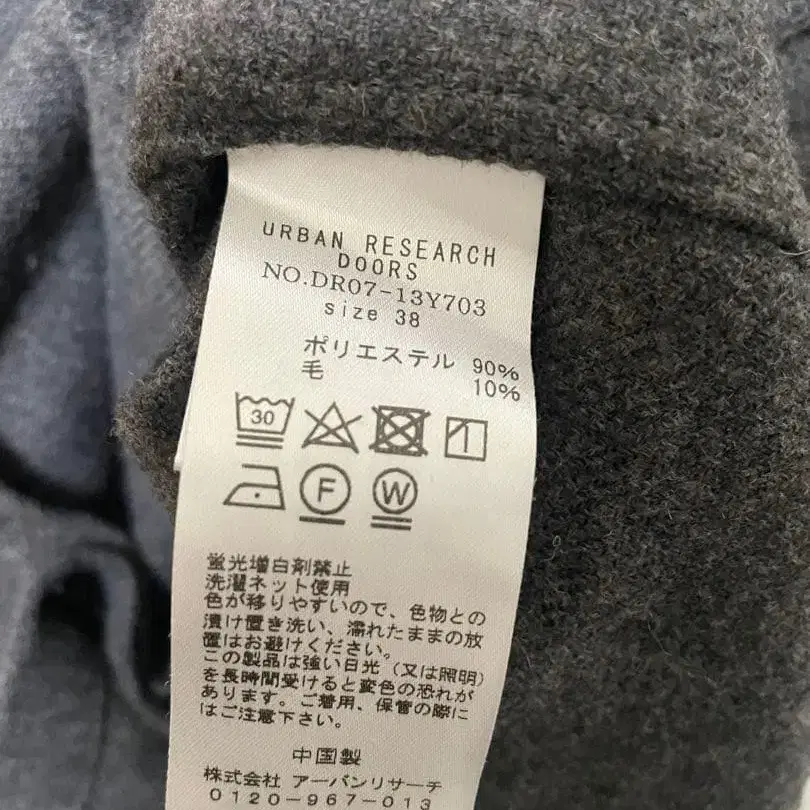 URBAN RESEARCH
DOORS
NO.DR07-13Y703
size 38
ポリエステル 90%
毛 10%
30
F W
蛍光増白剤禁止
洗濯ネット使用
色が移りやすいので、色物との
漬け置き洗い、濡れたままの放
置はお避けください。
この製品は強い日光(又は照明)
を長時間受けると変色の恐れが
あります。ご着用、保管の際に
はご注意下さい。
中国製
株式会社 アーバンリサーチ
0120-967-013